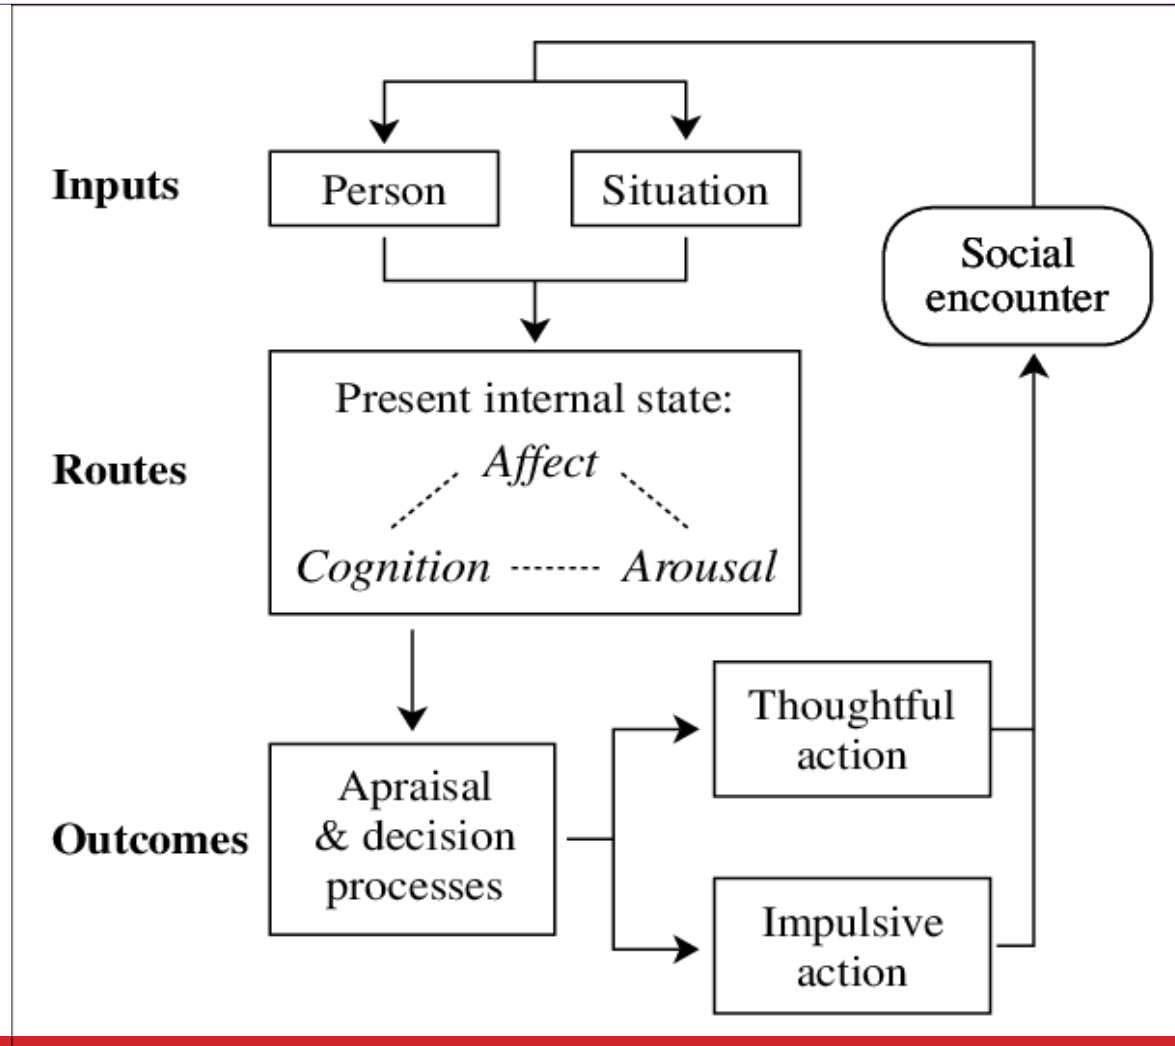 Inputs
Person
Situation
Social
encounter
Routes
Present internal state:
Affect
Cognition
Arousal
Outcomes
Apraisal
& decision
processes
Thoughtful
action
Impulsive
action